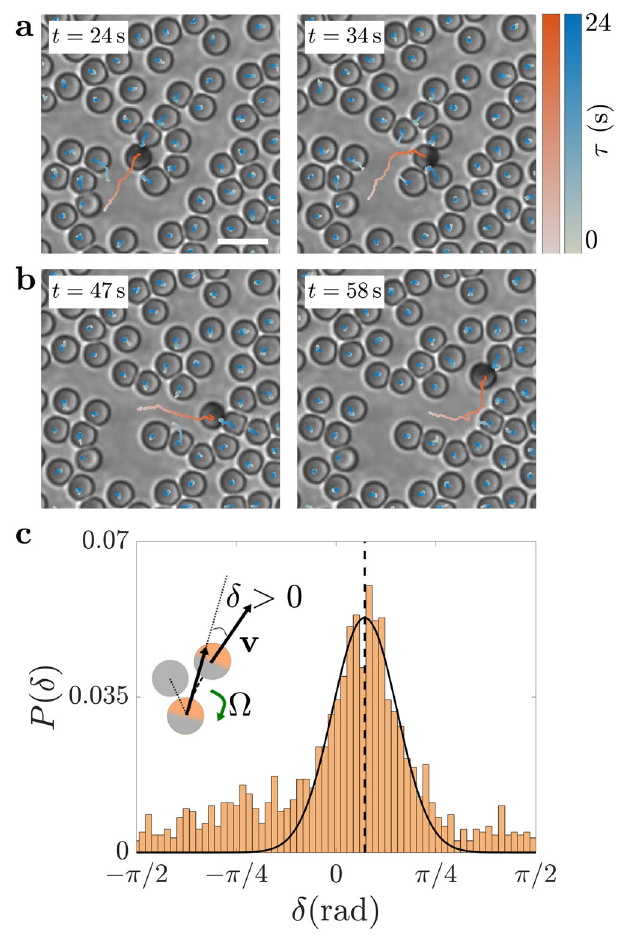 a
t = 24 s
t = 34 s
24
τ (s)
0
b
t = 47 s
t = 58 s
c
0.07
0.035
0
P(δ)
δ > 0
v
Ω
−π/2
−π/4
0
π/4
π/2
δ(rad)